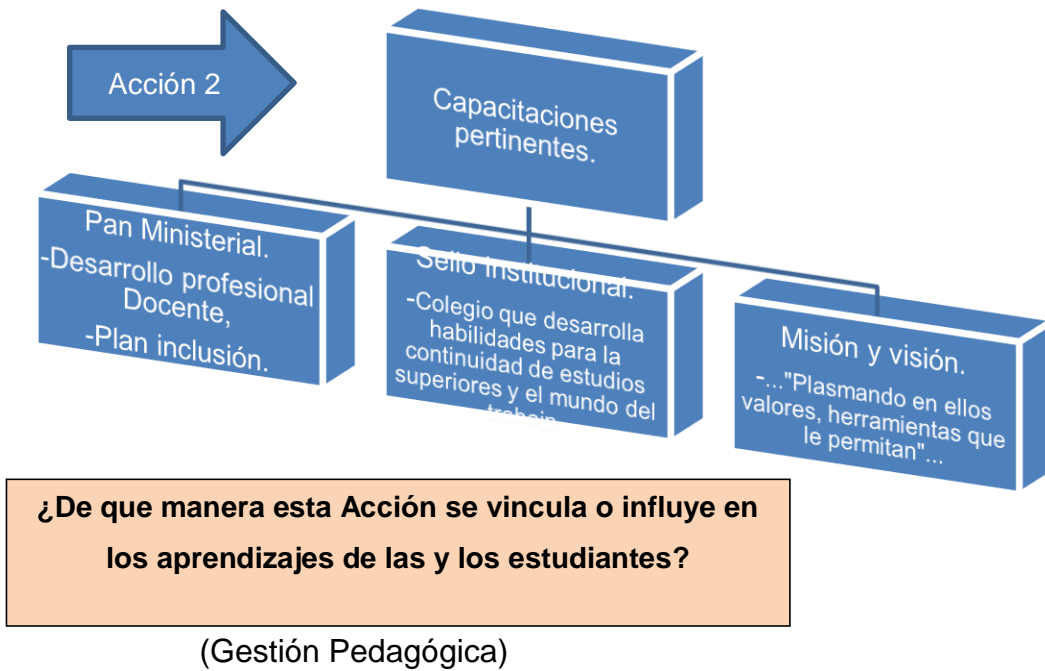 Acción 2
Capacitaciones
pertinentes.
Pan Ministerial.
-Desarrollo profesional
Docente,
-Plan inclusión.
Sello Institucional.
-Colegio que desarrolla
habilidades para la
continuidad de estudios
superiores y el mundo del
trabajo
Misión y visión.
-..."Plasmando en ellos
valores, herramientas que
le permitan"...
¿De que manera esta Acción se vincula o influye en
los aprendizajes de las y los estudiantes?
(Gestión Pedagógica)